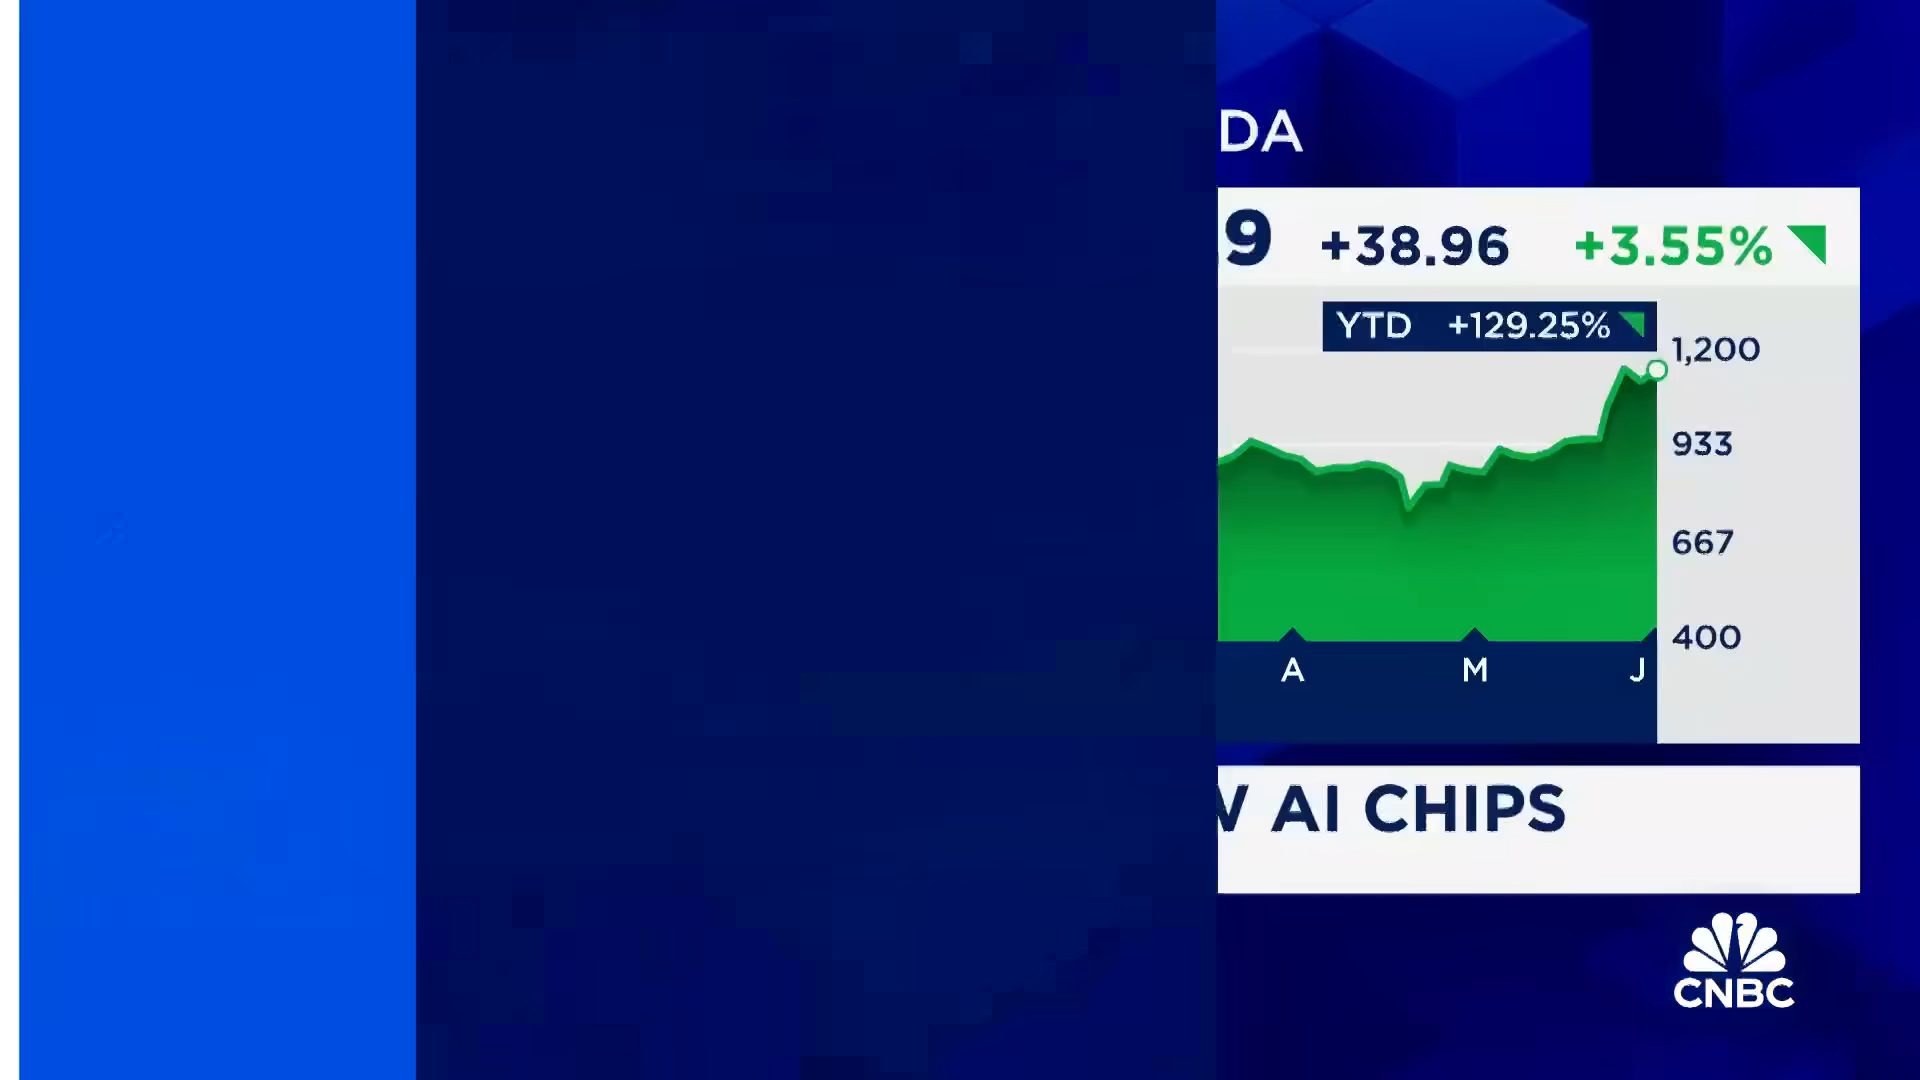 DA
9 +38.96 +3.55%
YTD +129.25%
1,200
933
667
400
A M J
AI CHIPS
CNBC